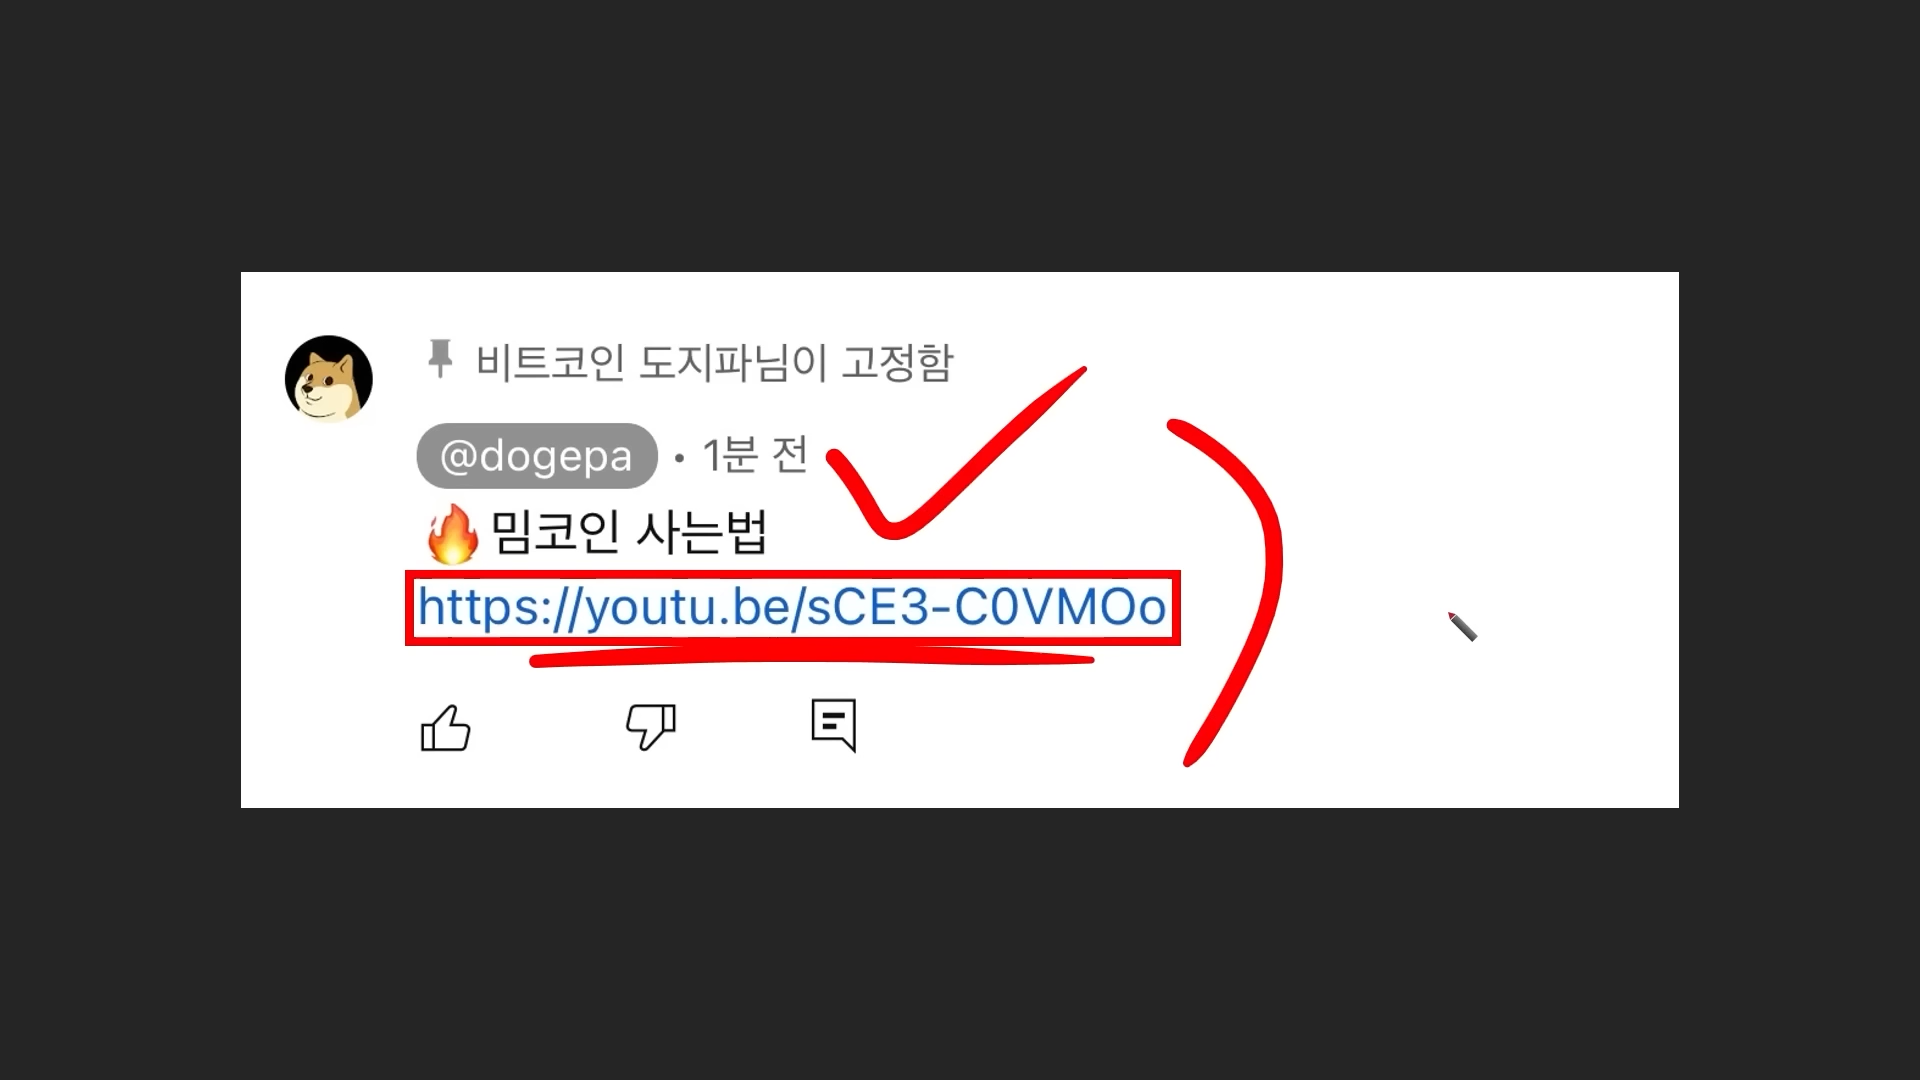 비트코인 도지파님이 고정함
@dogepa • 1분 전
🔥 밈코인 사는법
https://youtu.be/sCE3-C0VMOo